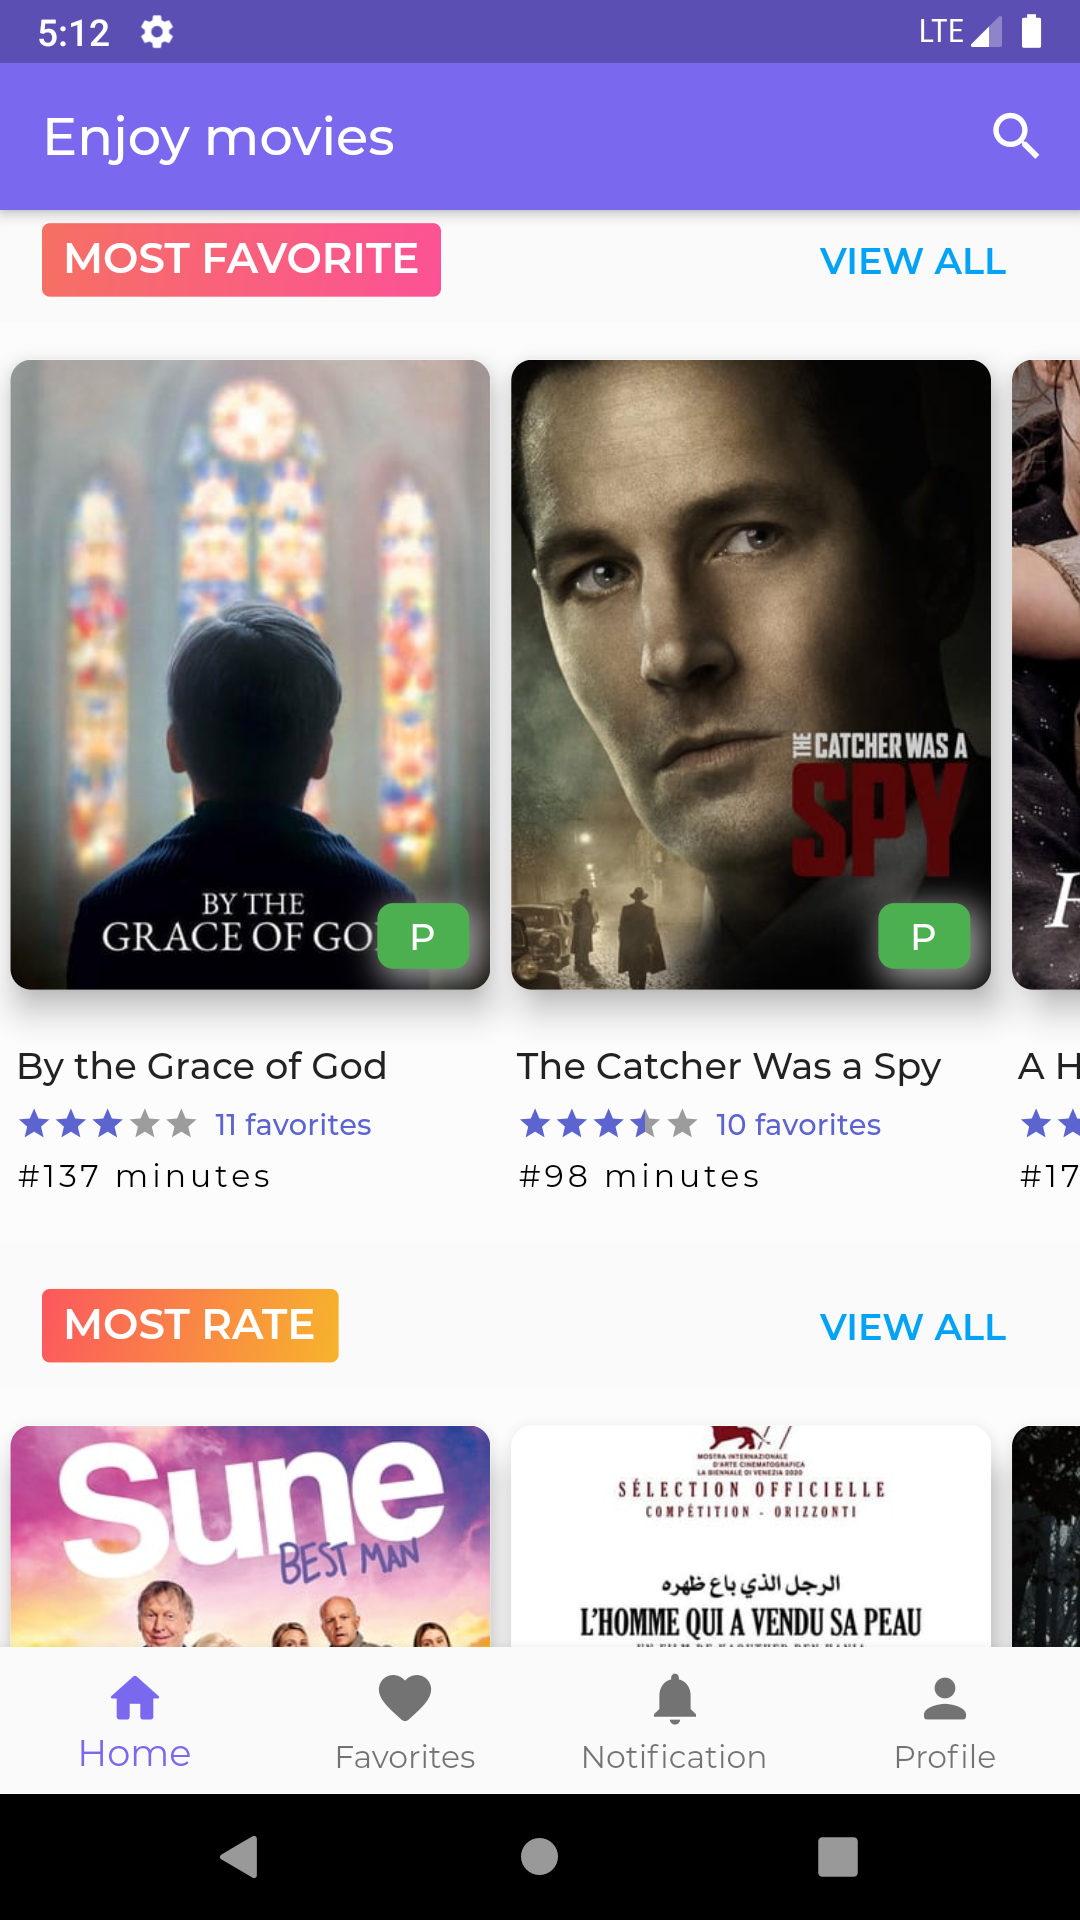 5:12
LTE
Enjoy movies
MOST FAVORITE
VIEW ALL
BY THE
GRACE OF GO
P
THE CATCHER WAS A
SPY
P
By the Grace of God
11 favorites
#137 minutes
The Catcher Was a Spy
10 favorites
#98 minutes
A H
#17
MOST RATE
VIEW ALL
Sune
BEST MAN
MOSTRA INTERNAZIONALE
D'ARTE CINEMATOGRAFICA
LA BIENNALE DI VENEZIA 2020
SÉLECTION OFFICIELLE
COMPÉTITION - ORIZZONTI
الرجل الذي باع ظهره
L'HOMME QUI A VENDU SA PEAU
Home
Favorites
Notification
Profile